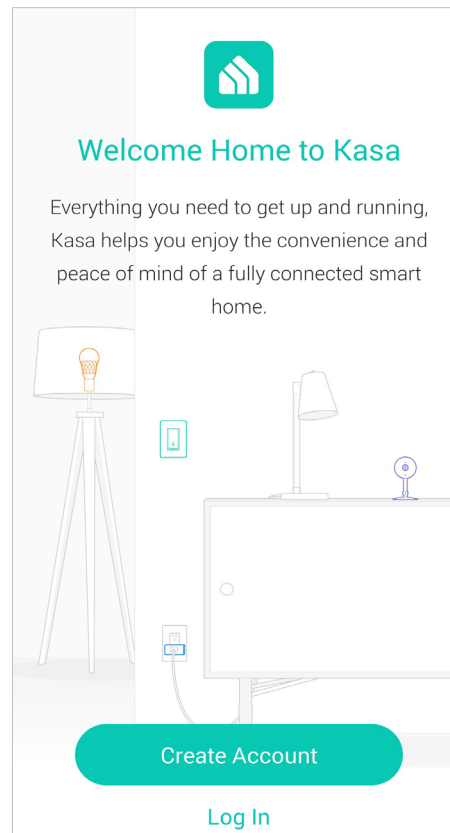 Welcome Home to Kasa
Everything you need to get up and running,
Kasa helps you enjoy the convenience and
peace of mind of a fully connected smart
home.
Create Account
Log In